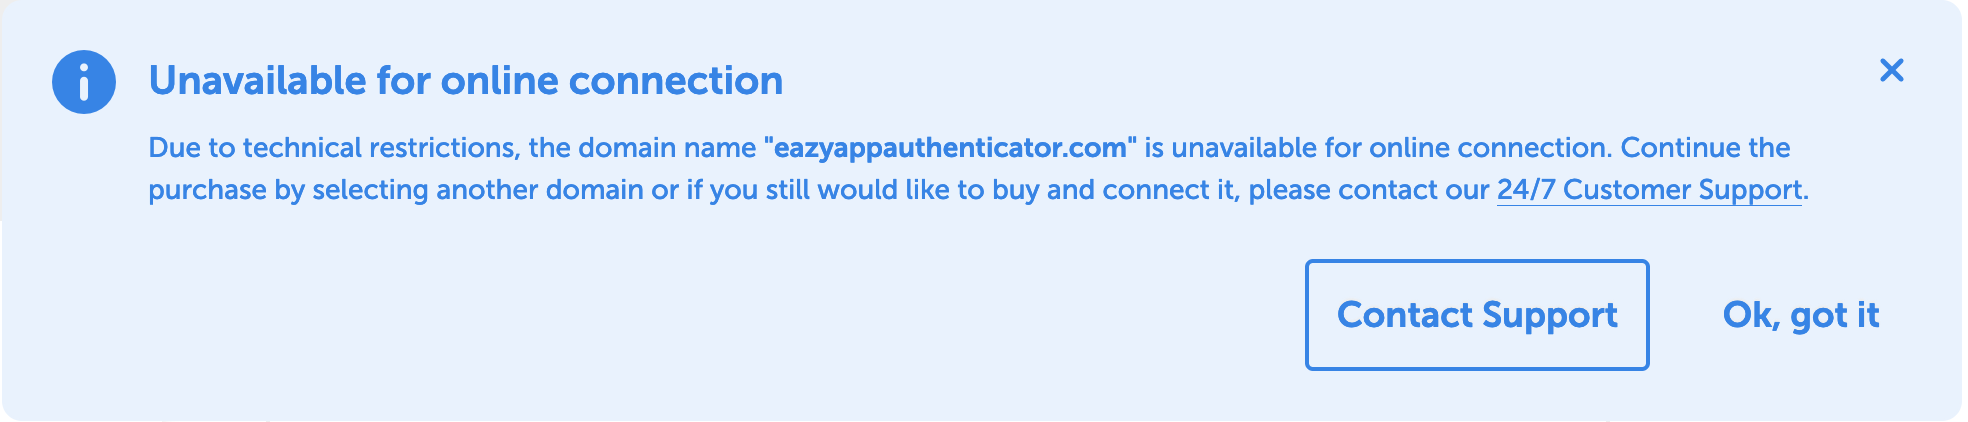 Unavailable for online connection
Due to technical restrictions, the domain name "eazyappauthenticator.com" is unavailable for online connection. Continue the
purchase by selecting another domain or if you still would like to buy and connect it, please contact our 24/7 Customer Support.
Contact Support
Ok, got it